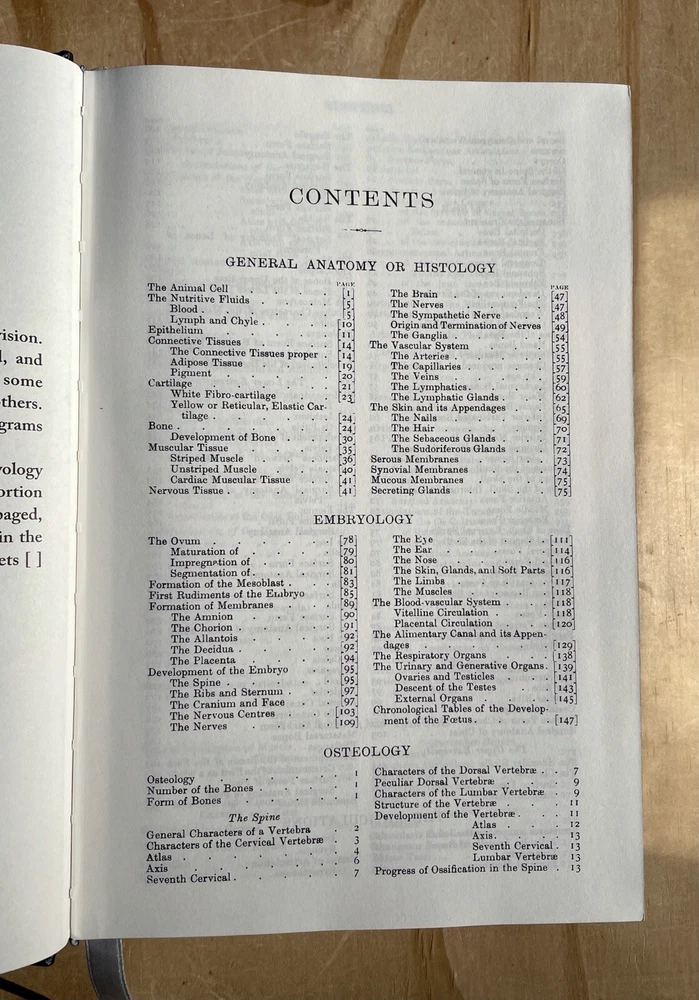 ision.
, and
some
thers.
grams
ology
ortion
aged,
in the
ets [ ]
CONTENTS
GENERAL ANATOMY OR HISTOLOGY
PAGE
The Animal Cell . . . . [1]
The Nutritive Fluids . . . . [5]
Blood . . . . . . [5]
Lymph and Chyle . . . . [10]
Epithelium . . . . . [11]
Connective Tissues . . . . [14]
The Connective Tissues proper . [14]
Adipose Tissue . . . . [19]
Pigment . . . . . [20]
Cartilage . . . . . [21]
White Fibro-cartilage . . . [23]
Yellow or Reticular, Elastic Car-
tilage . . . . . [24]
Bone . . . . . . [24]
Development of Bone . . . [30]
Muscular Tissue . . . . [35]
Striped Muscle . . . . [36]
Unstriped Muscle . . . . [40]
Cardiac Muscular Tissue . . [41]
Nervous Tissue . . . . . [41]
PAGE
The Brain . . . . . [47]
The Nerves . . . . . [47]
The Sympathetic Nerve . . . [48]
Origin and Termination of Nerves [49]
The Ganglia . . . . . [54]
The Vascular System . . . . [55]
The Arteries . . . . . [55]
The Capillaries . . . . [57]
The Veins . . . . . [59]
The Lymphatics . . . . [60]
The Lymphatic Glands . . . [62]
The Skin and its Appendages . . [65]
The Nails . . . . . [69]
The Hair . . . . . [70]
The Sebaceous Glands . . . [71]
The Sudoriferous Glands . . [72]
Serous Membranes . . . . [73]
Synovial Membranes . . . . [74]
Mucous Membranes . . . . [75]
Secreting Glands . . . . [75]
EMBRYOLOGY
The Ovum . . . . . . [78]
Maturation of . . . . [79]
Impregnation of . . . . [80]
Segmentation of . . . . [81]
Formation of the Mesoblast . . . [83]
First Rudiments of the Embryo . . [85]
Formation of Membranes . . . [89]
The Amnion . . . . . [90]
The Chorion . . . . . [91]
The Allantois . . . . [92]
The Decidua . . . . . [92]
The Placenta . . . . . [94]
Development of the Embryo . . . [95]
The Spine . . . . . [95]
The Ribs and Sternum . . . [97]
The Cranium and Face . . . [97]
The Nervous Centres . . . [103]
The Nerves . . . . . [109]
The Eye . . . . . [111]
The Ear . . . . . [114]
The Nose . . . . . [116]
The Skin, Glands, and Soft Parts [116]
The Limbs . . . . . [117]
The Muscles . . . . . [118]
The Blood-vascular System . . . [118]
Vitelline Circulation . . . [118]
Placental Circulation . . . [120]
The Alimentary Canal and its Appen-
dages . . . . . . [129]
The Respiratory Organs . . . [138]
The Urinary and Generative Organs . [139]
Ovaries and Testicles . . . [141]
Descent of the Testes . . . [143]
External Organs . . . . [145]
Chronological Tables of the Develop-
ment of the Fœtus . . . . [147]
OSTEOLOGY
Osteology . . . . . . 1
Number of the Bones . . . . 1
Form of Bones . . . . . 1
The Spine
General Characters of a Vertebra . 2
Characters of the Cervical Vertebræ . 3
Atlas . . . . . . . 4
Axis . . . . . . . 6
Seventh Cervical . . . . . 7
Characters of the Dorsal Vertebræ . . 7
Peculiar Dorsal Vertebræ . . . 9
Characters of the Lumbar Vertebræ . 9
Structure of the Vertebræ . . . 11
Development of the Vertebræ . . . 11
Atlas . . . 12
Axis . . . . 13
Seventh Cervical . 13
Lumbar Vertebræ 13
Progress of Ossification in the Spine . 13